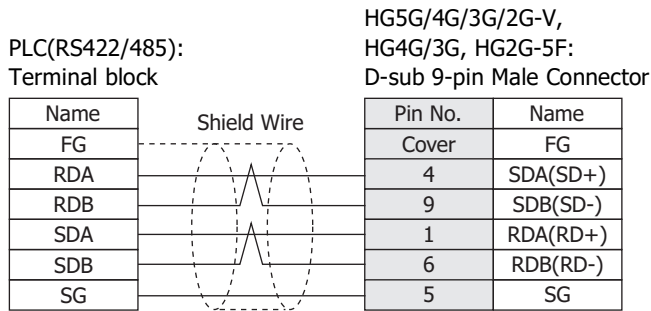 HG5G/4G/3G/2G-V,
PLC(RS422/485): HG4G/3G, HG2G-5F:
Terminal block D-sub 9-pin Male Connector
Name Shield Wire Pin No. Name
FG Cover FG
RDA 4 SDA(SD+)
RDB 9 SDB(SD-)
SDA 1 RDA(RD+)
SDB 6 RDB(RD-)
SG 5 SG